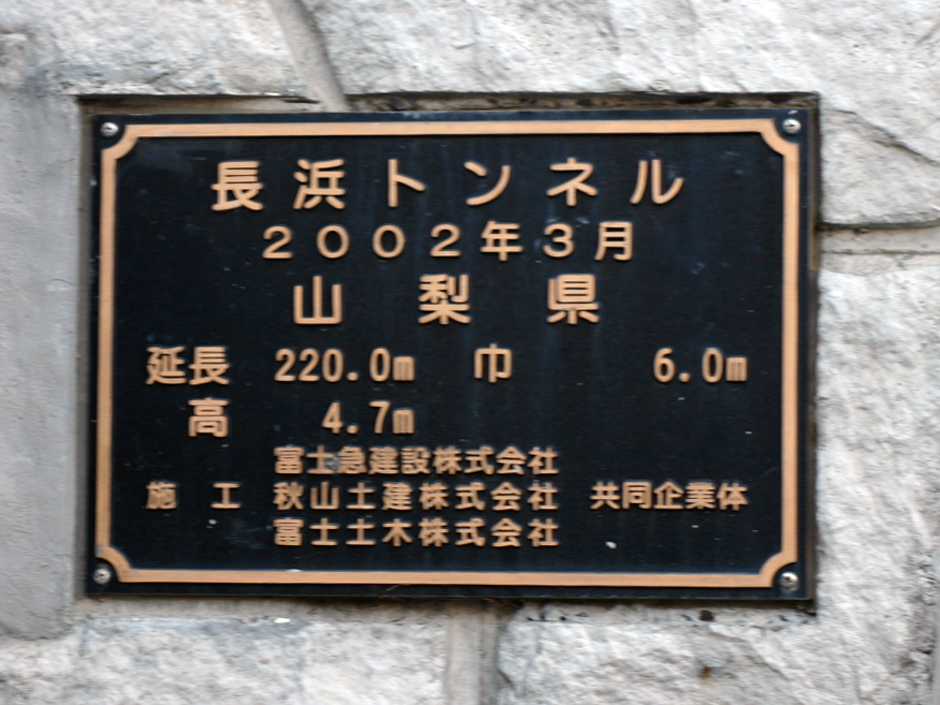 長浜トンネル
２００２年３月
山梨県
延長 220.0m 巾 6.0m
高 4.7m
富士急建設株式会社
施工 秋山土建株式会社 共同企業体
富士土木株式会社